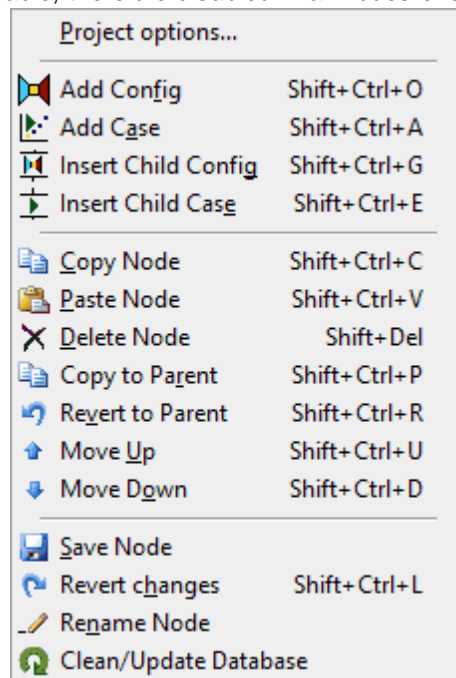 Project options...
Add Config Shift+Ctrl+O
Add Case Shift+Ctrl+A
Insert Child Config Shift+Ctrl+G
Insert Child Case Shift+Ctrl+E
Copy Node Shift+Ctrl+C
Paste Node Shift+Ctrl+V
Delete Node Shift+Del
Copy to Parent Shift+Ctrl+P
Revert to Parent Shift+Ctrl+R
Move Up Shift+Ctrl+U
Move Down Shift+Ctrl+D
Save Node
Revert changes Shift+Ctrl+L
Rename Node
Clean/Update Database